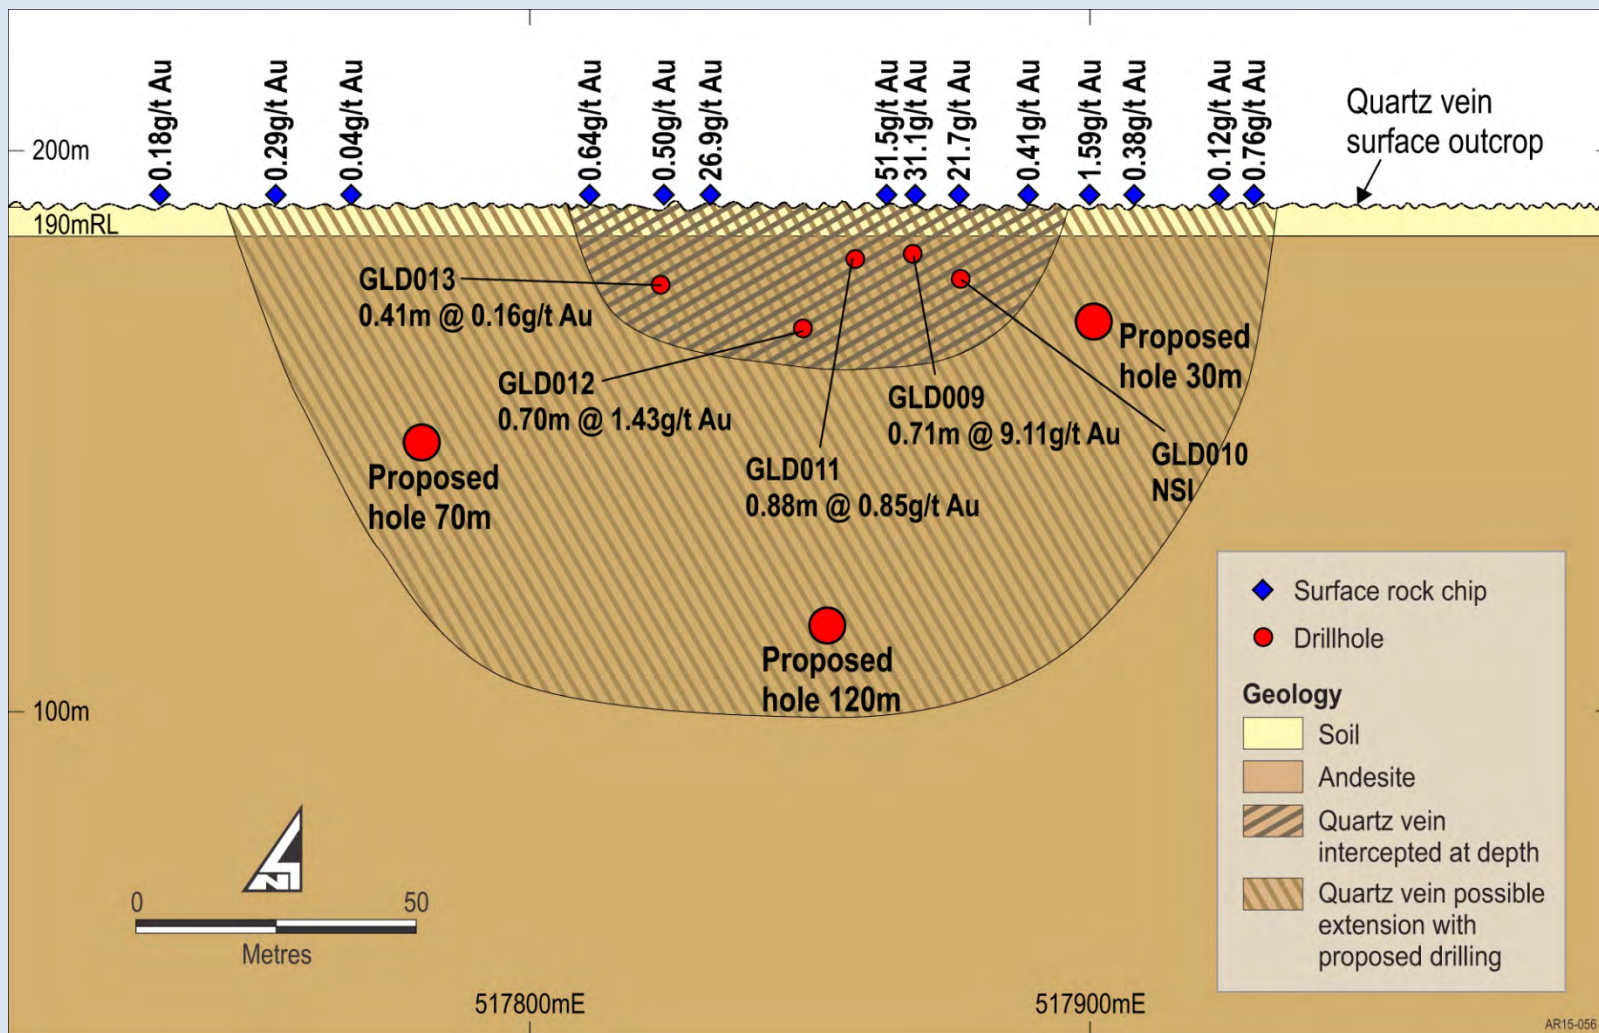 0.18g/t Au
0.29g/t Au
0.04g/t Au
0.64g/t Au
0.50g/t Au
26.9g/t Au
51.5g/t Au
31.1g/t Au
21.7g/t Au
0.41g/t Au
1.59g/t Au
0.38g/t Au
0.12g/t Au
0.76g/t Au
Quartz vein
surface outcrop
200m
190mRL
GLD013
0.41m @ 0.16g/t Au
GLD012
0.70m @ 1.43g/t Au
GLD011
0.88m @ 0.85g/t Au
GLD009
0.71m @ 9.11g/t Au
GLD010
NSI
Proposed
hole 30m
Proposed
hole 70m
Proposed
hole 120m
100m
Surface rock chip
Drillhole
Geology
Soil
Andesite
Quartz vein
intercepted at depth
Quartz vein possible
extension with
proposed drilling
N
0 50
Metres
517800mE
517900mE
AR15-056